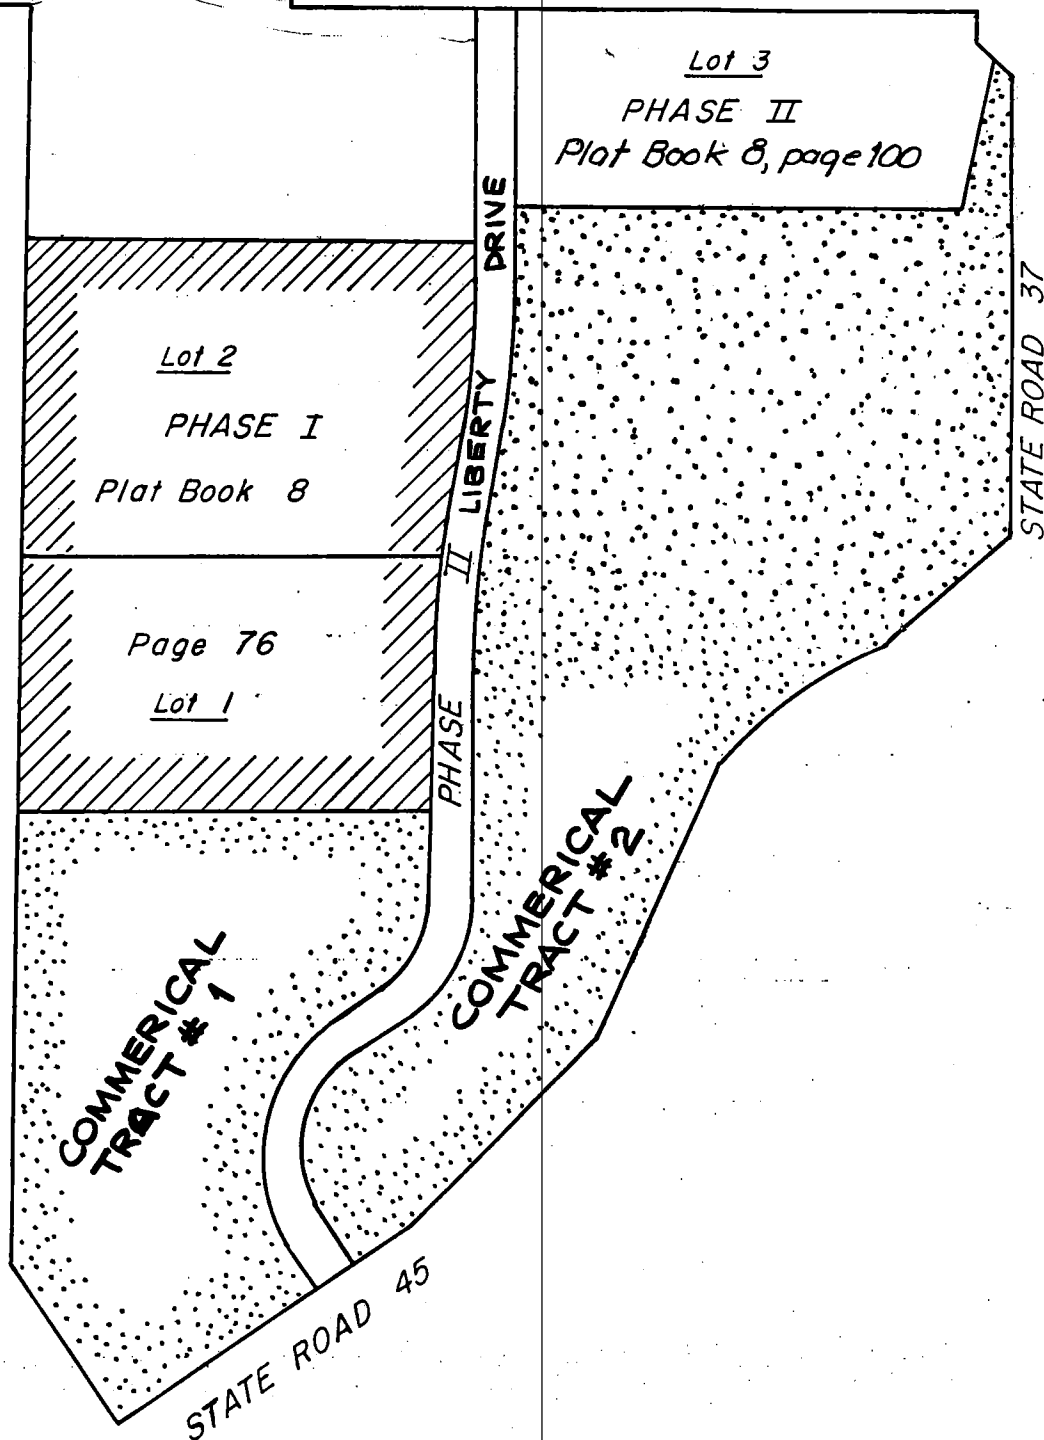 Lot 3
PHASE II
Plat Book 8, page 100
LIBERTY DRIVE
STATE ROAD 37
Lot 2
PHASE I
Plat Book 8
Page 76
Lot 1
PHASE II
COMMERICAL
TRACT # 2
COMMERICAL
TRACT # 1
STATE ROAD 45